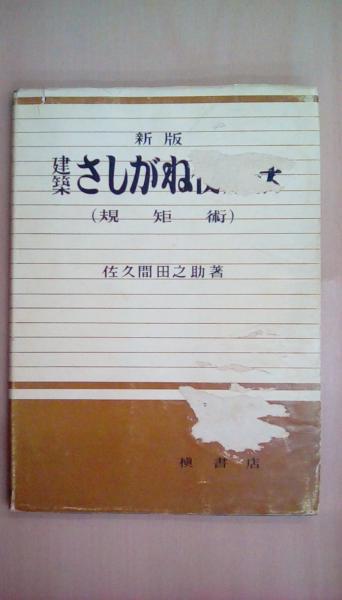 新版
建築さしがね
(規矩術)
佐久間田之助著
槇書店